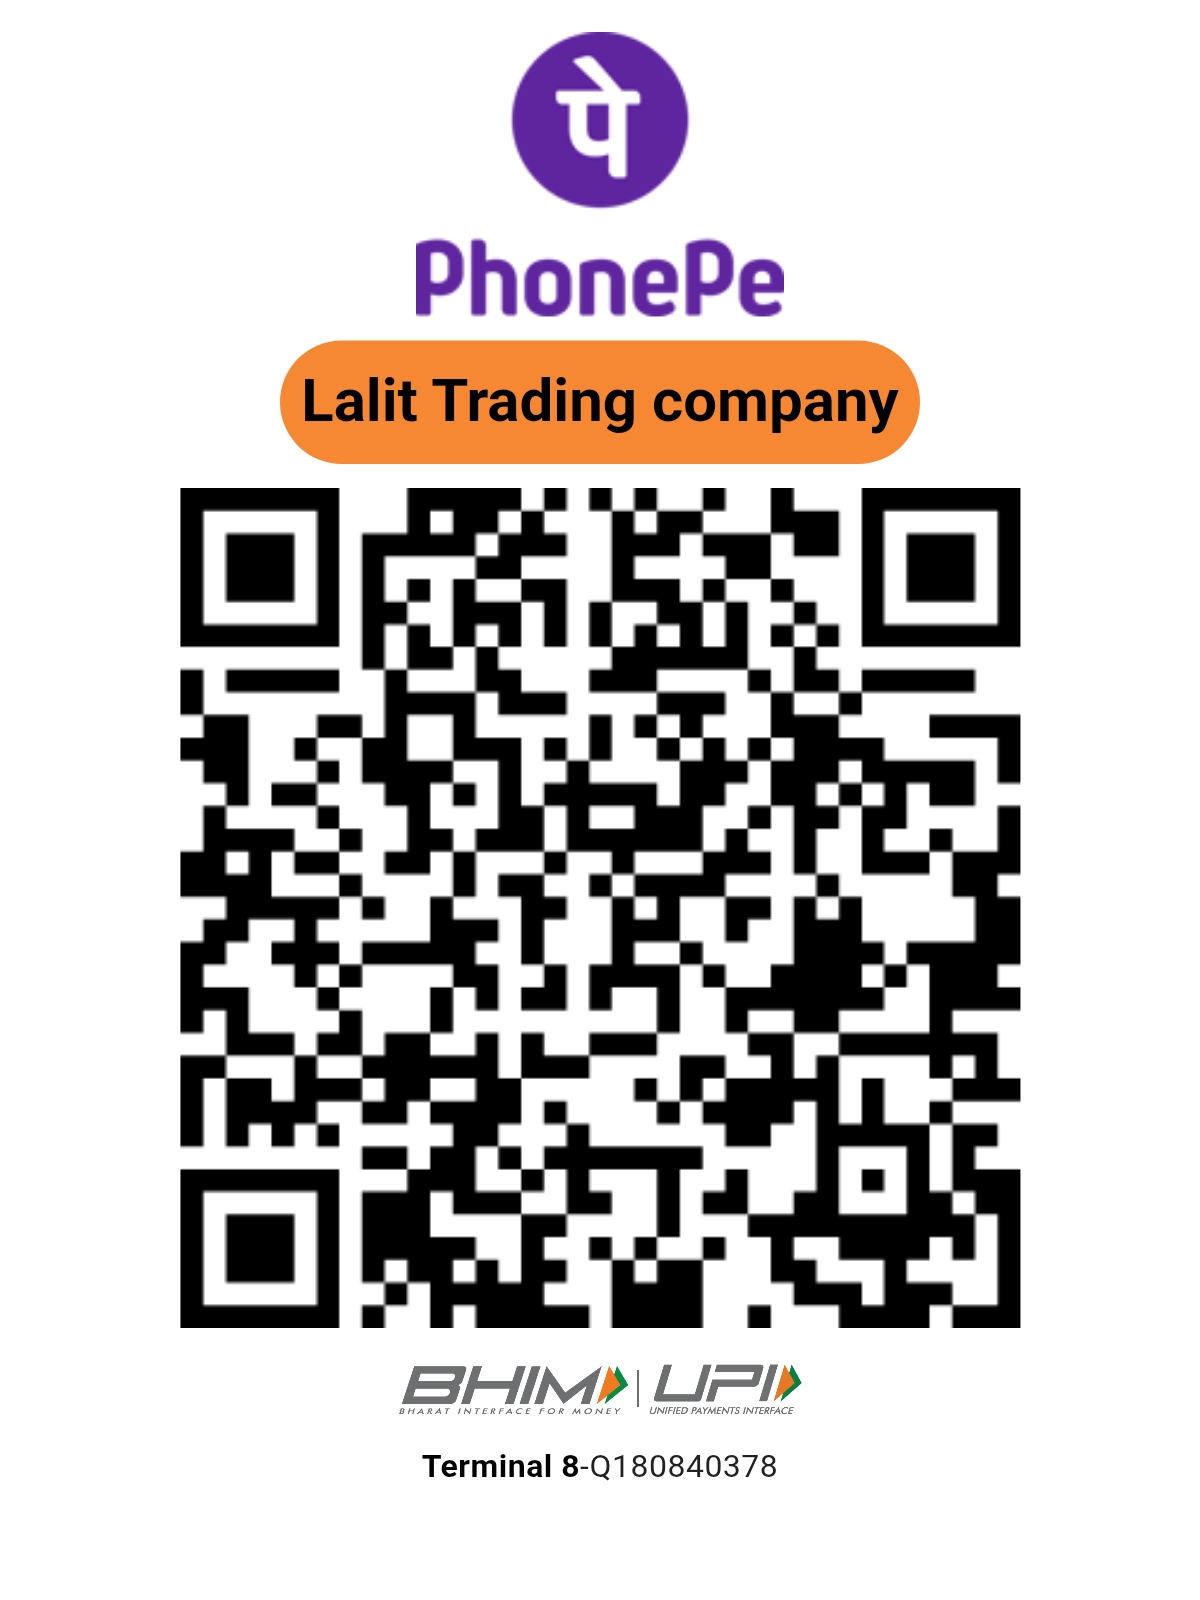 पे
PhonePe
Lalit Trading company
BHIM | UPI
BHARAT INTERFACE FOR MONEY UNIFIED PAYMENTS INTERFACE
Terminal 8-Q180840378